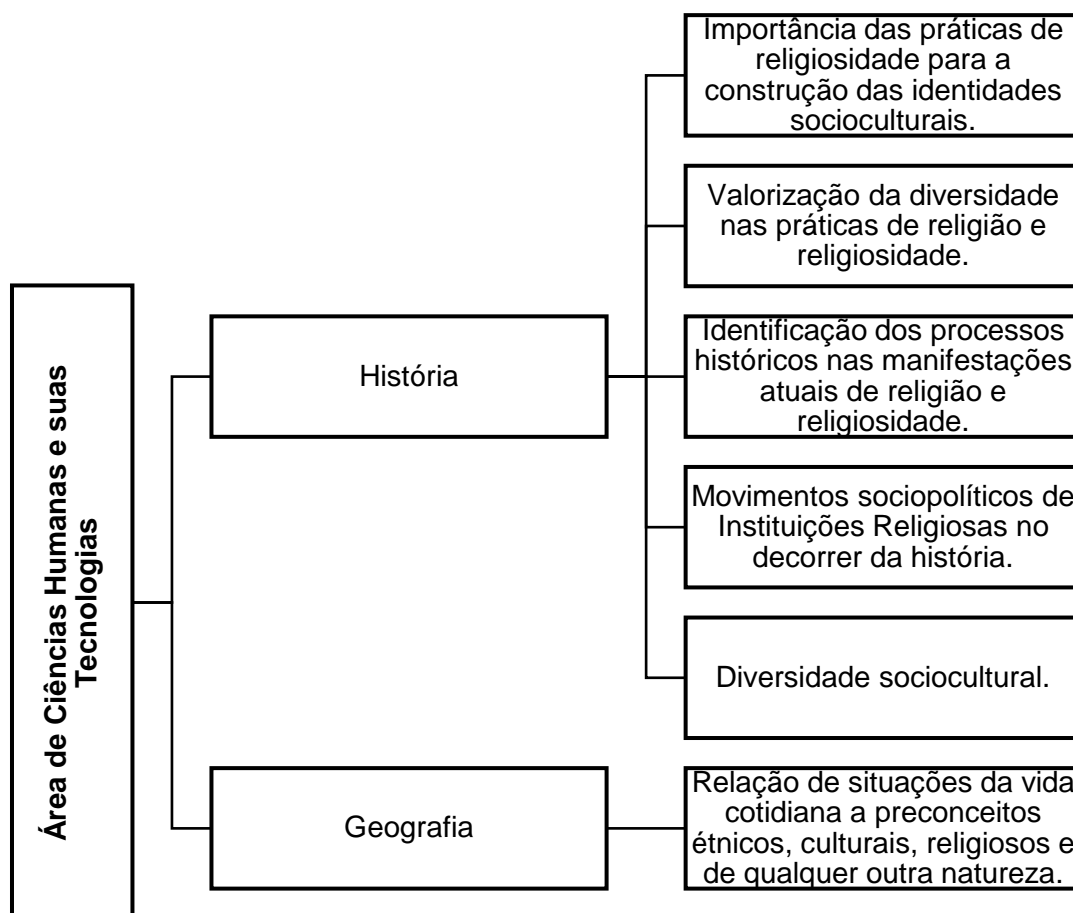 Área de Ciências Humanas e suas
Tecnologias
História
Importância das práticas de
religiosidade para a
construção das identidades
socioculturais.
Valorização da diversidade
nas práticas de religião e
religiosidade.
Identificação dos processos
históricos nas manifestações
atuais de religião e
religiosidade.
Movimentos sociopolíticos de
Instituições Religiosas no
decorrer da história.
Diversidade sociocultural.
Geografia
Relação de situações da vida
cotidiana a preconceitos
étnicos, culturais, religiosos e
de qualquer outra natureza.